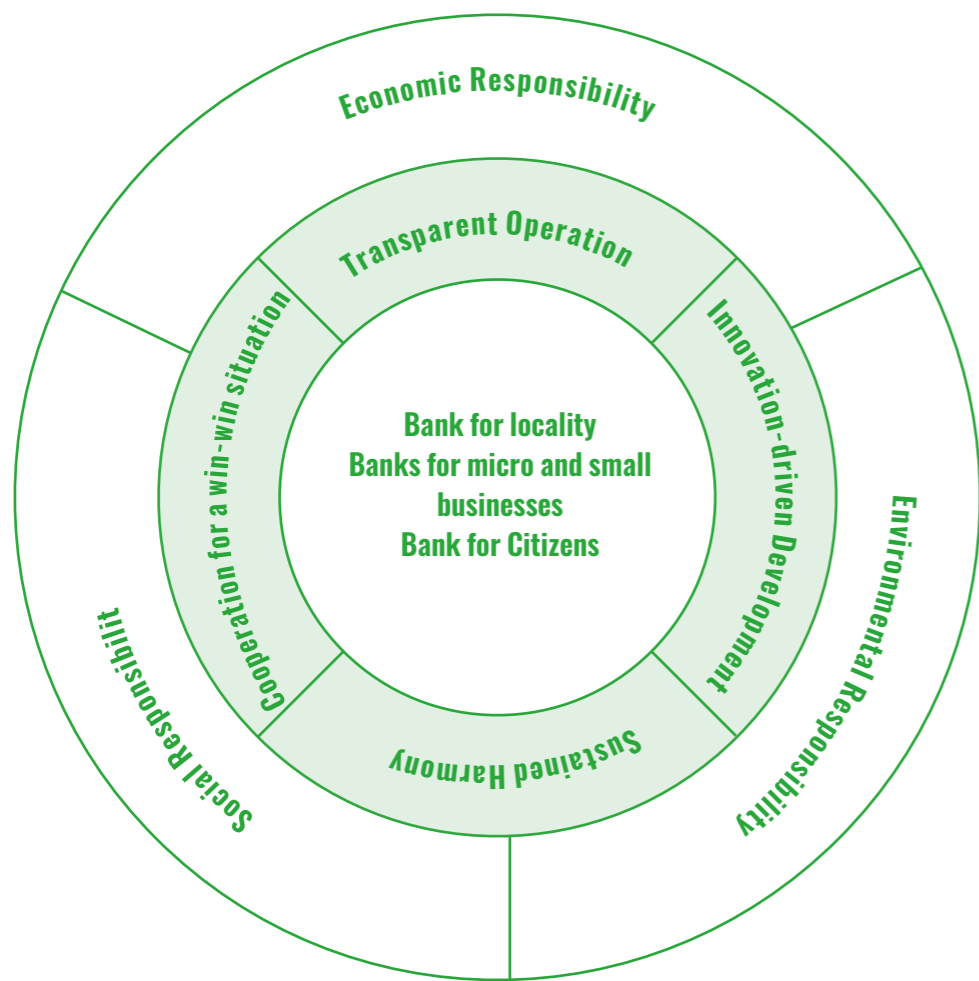 Economic Responsibility
Transparent Operation
Cooperation for a win-win situation
Innovation-driven Development
Bank for locality
Banks for micro and small
businesses
Bank for Citizens
Environmental Responsibility
Social Responsibilit
Sustained Harmony